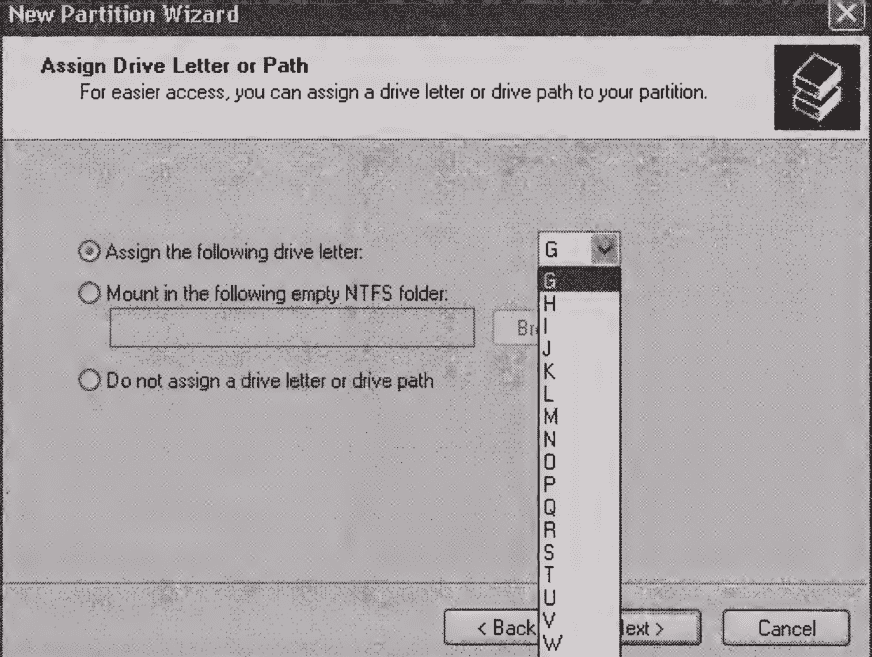 New Partition Wizard
Assign Drive Letter or Path
For easier access, you can assign a drive letter or drive path to your partition.
Assign the following drive letter:
G
Mount in the following empty NTFS folder:
Br
Do not assign a drive letter or drive path
G
H
I
J
K
L
M
N
O
P
Q
R
S
T
U
V
W
< Back
ext >
Cancel